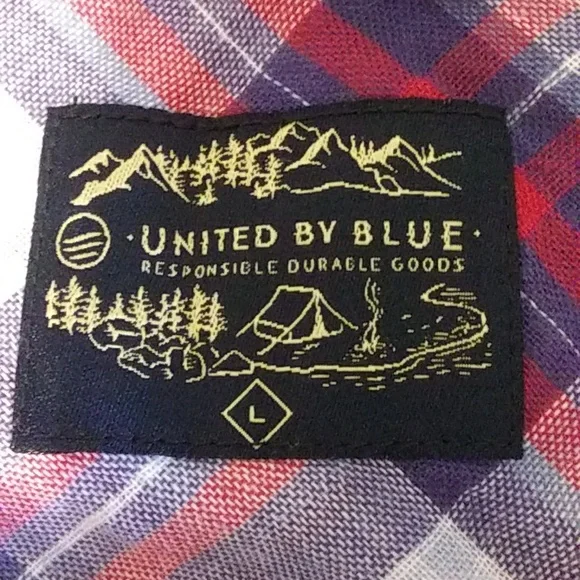 · UNITED BY BLUE ·
RESPONSIBLE DURABLE GOODS
L